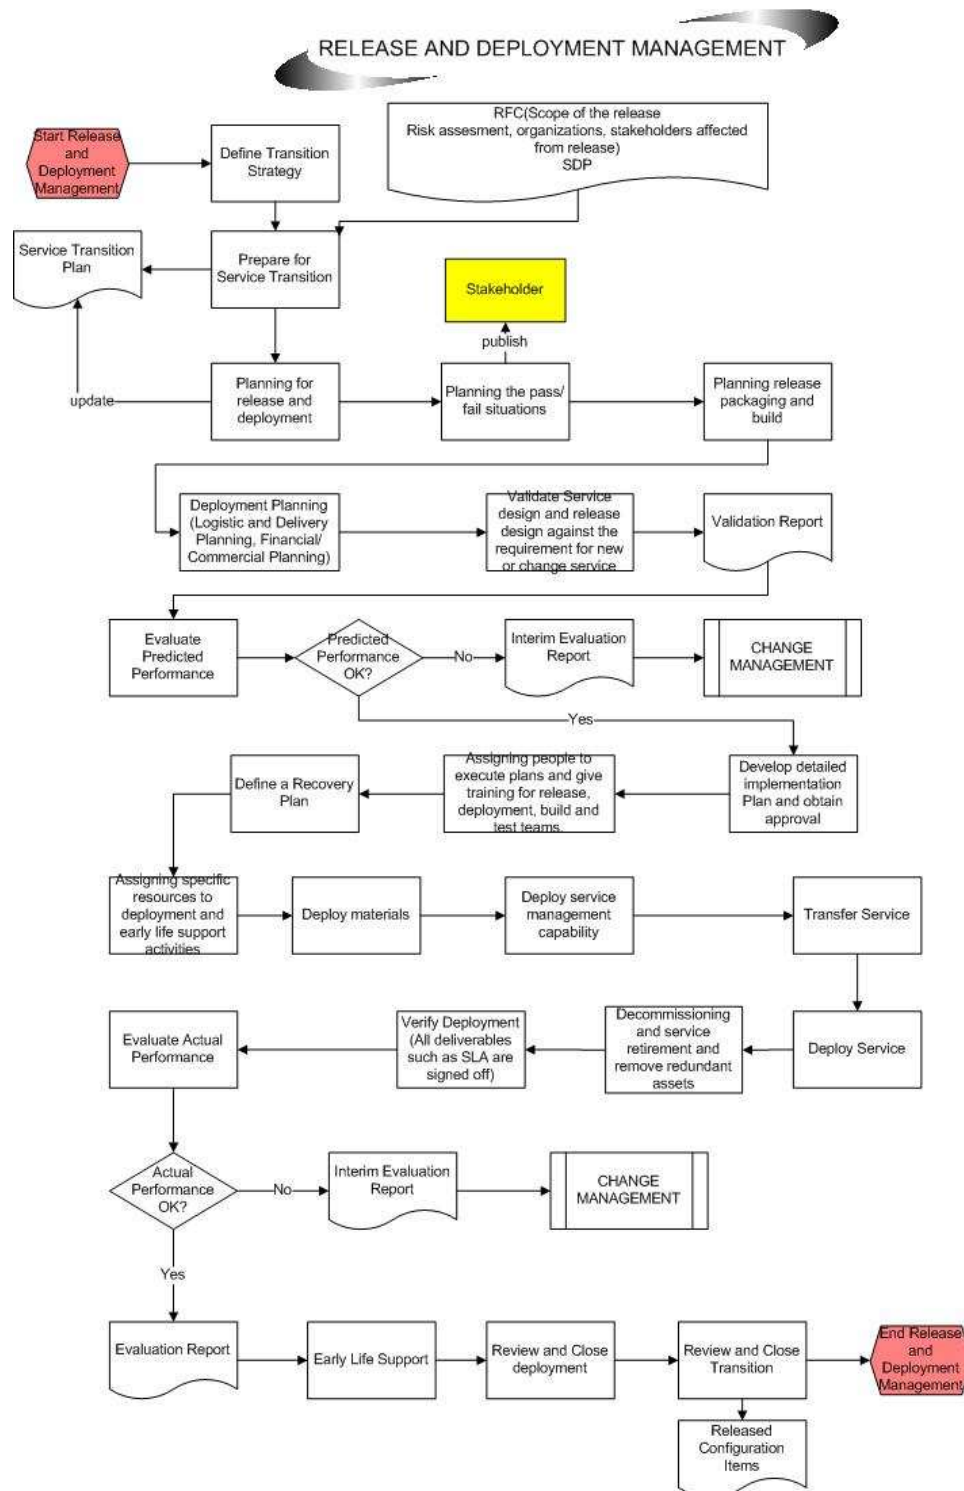 RELEASE AND DEPLOYMENT MANAGEMENT
RFC(Scope of the release
Risk assesment, organizations, stakeholders affected
from release)
SDP
Start Release
and
Deployment
Management
Define Transition
Strategy
Service Transition
Plan
Prepare for
Service Transition
Stakeholder
publish
update
Planning for
release and
deployment
Planning the pass/
fail situations
Planning release
packaging and
build
Deployment Planning
(Logistic and Delivery
Planning, Financial/
Commercial Planning)
Validate Service
design and release
design against the
requirement for new
or change service
Validation Report
Evaluate
Predicted
Performance
Predicted
Performance
OK?
No
Interim Evaluation
Report
CHANGE
MANAGEMENT
Yes
Define a Recovery
Plan
Assigning people to
execute plans and give
training for release,
deployment, build and
test teams.
Develop detailed
implementation
Plan and obtain
approval
Assigning specific
resources to
deployment and
early life support
activities
Deploy materials
Deploy service
management
capability
Transfer Service
Evaluate Actual
Performance
Verify Deployment
(All deliverables
such as SLA are
signed off)
Decommissioning
and service
retirement and
remove redundant
assets
Deploy Service
Actual
Performance
OK?
No
Interim Evaluation
Report
CHANGE
MANAGEMENT
Yes
Evaluation Report
Early Life Support
Review and Close
deployment
Review and Close
Transition
End Release
and
Deployment
Management
Released
Configuration
Items